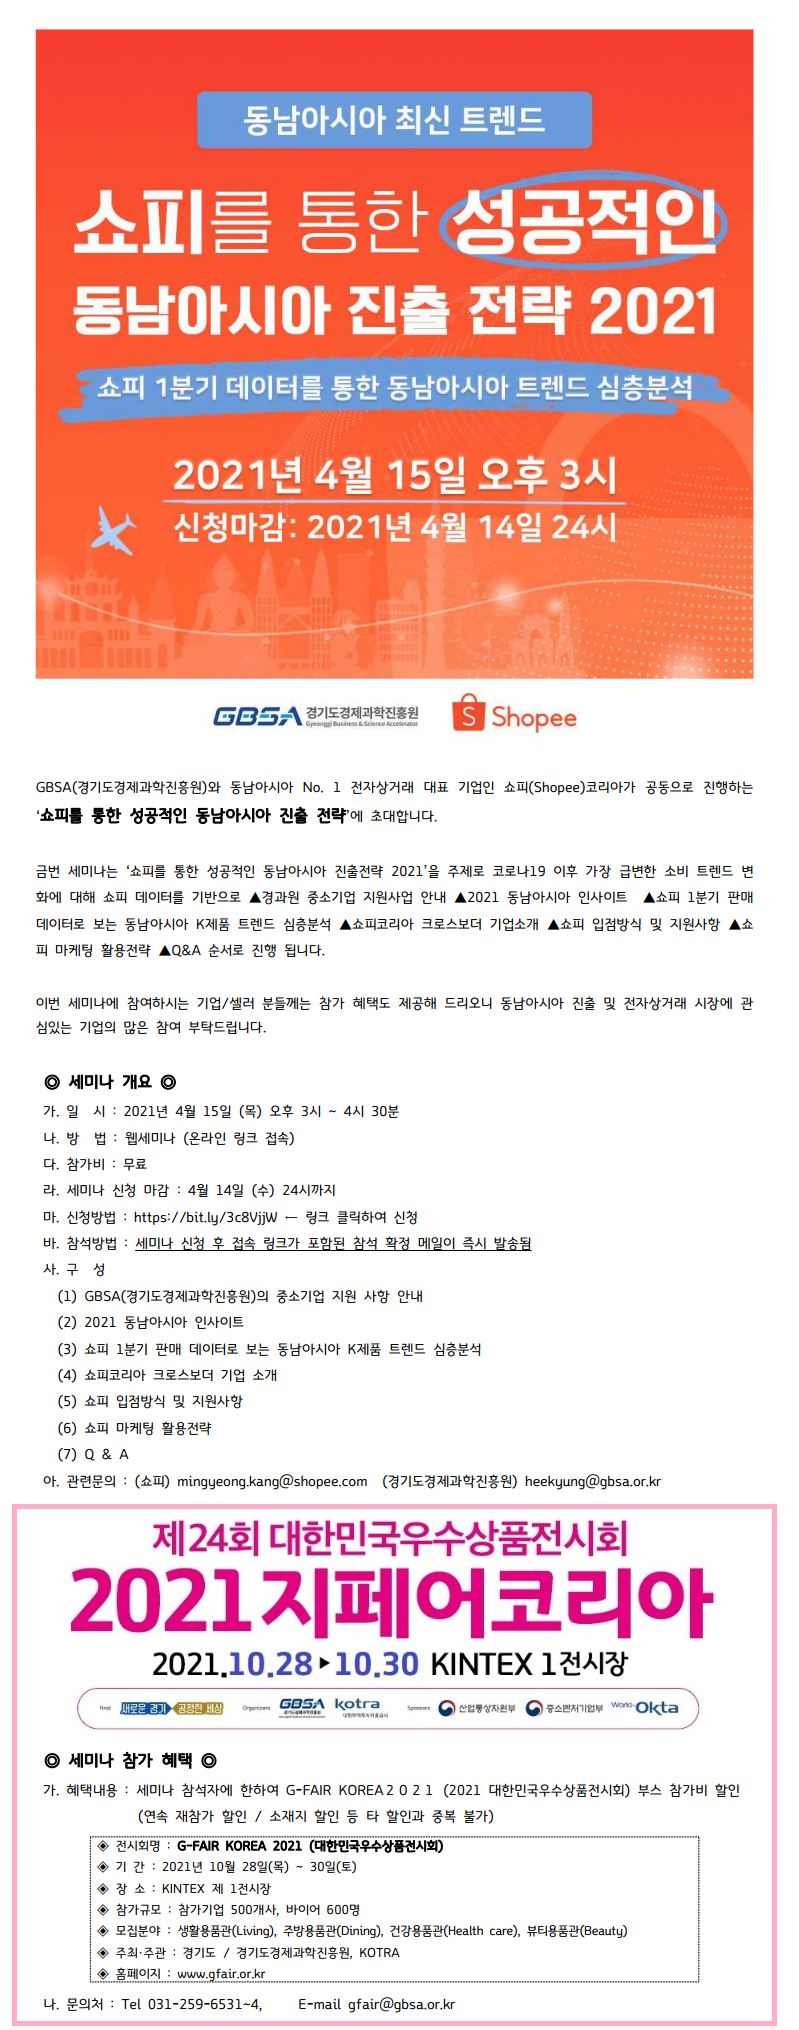 동남아시아 최신 트렌드
쇼피를 통한 성공적인
동남아시아 진출 전략 2021
쇼피 1분기 데이터를 통한 동남아시아 트렌드 심층분석
2021년 4월 15일 오후 3시
신청마감: 2021년 4월 14일 24시
GBSA 경기도경제과학진흥원 Gyeonggi Business & Science Accelerator Shopee
GBSA(경기도경제과학진흥원)와 동남아시아 No. 1 전자상거래 대표 기업인 쇼피(Shopee)코리아가 공동으로 진행하는
‘쇼피를 통한 성공적인 동남아시아 진출 전략’에 초대합니다.
금번 세미나는 ‘쇼피를 통한 성공적인 동남아시아 진출전략 2021’을 주제로 코로나19 이후 가장 급변한 소비 트렌드 변
화에 대해 쇼피 데이터를 기반으로 ▲경과원 중소기업 지원사업 안내 ▲2021 동남아시아 인사이트 ▲쇼피 1분기 판매
데이터로 보는 동남아시아 K제품 트렌드 심층분석 ▲쇼피코리아 크로스보더 기업소개 ▲쇼피 입점방식 및 지원사항 ▲쇼
피 마케팅 활용전략 ▲Q&A 순서로 진행 됩니다.
이번 세미나에 참여하시는 기업/셀러 분들께는 참가 혜택도 제공해 드리오니 동남아시아 진출 및 전자상거래 시장에 관
심있는 기업의 많은 참여 부탁드립니다.
◎ 세미나 개요 ◎
가. 일 시 : 2021년 4월 15일 (목) 오후 3시 ~ 4시 30분
나. 방 법 : 웹세미나 (온라인 링크 접속)
다. 참가비 : 무료
라. 세미나 신청 마감 : 4월 14일 (수) 24시까지
마. 신청방법 : https://bit.ly/3c8VjjW ← 링크 클릭하여 신청
바. 참석방법 : 세미나 신청 후 접속 링크가 포함된 참석 확정 메일이 즉시 발송됨
사. 구 성
(1) GBSA(경기도경제과학진흥원)의 중소기업 지원 사항 안내
(2) 2021 동남아시아 인사이트
(3) 쇼피 1분기 판매 데이터로 보는 동남아시아 K제품 트렌드 심층분석
(4) 쇼피코리아 크로스보더 기업 소개
(5) 쇼피 입점방식 및 지원사항
(6) 쇼피 마케팅 활용전략
(7) Q & A
아. 관련문의 : (쇼피) mingyeong.kang@shopee.com (경기도경제과학진흥원) heekyung@gbsa.or.kr
제24회 대한민국우수상품전시회
2021 지페어코리아
2021.10.28 ▶ 10.30 KINTEX 1전시장
Host 새로운 경기 공정한 세상 Organizers GBSA 경기도경제과학진흥원 kotra 대한무역투자진흥공사 Sponsors 산업통상자원부 중소벤처기업부 World-Okta
◎ 세미나 참가 혜택 ◎
가. 혜택내용 : 세미나 참석자에 한하여 G-FAIR KOREA２０２１ (2021 대한민국우수상품전시회) 부스 참가비 할인
(연속 재참가 할인 / 소재지 할인 등 타 할인과 중복 불가)
◈ 전시회명 : G-FAIR KOREA 2021 (대한민국우수상품전시회)
◈ 기 간 : 2021년 10월 28일(목) ~ 30일(토)
◈ 장 소 : KINTEX 제 1전시장
◈ 참가규모 : 참가기업 500개사, 바이어 600명
◈ 모집분야 : 생활용품관(Living), 주방용품관(Dining), 건강용품관(Health care), 뷰티용품관(Beauty)
◈ 주최·주관 : 경기도 / 경기도경제과학진흥원, KOTRA
◈ 홈페이지 : www.gfair.or.kr
나. 문의처 : Tel 031-259-6531~4, E-mail gfair@gbsa.or.kr